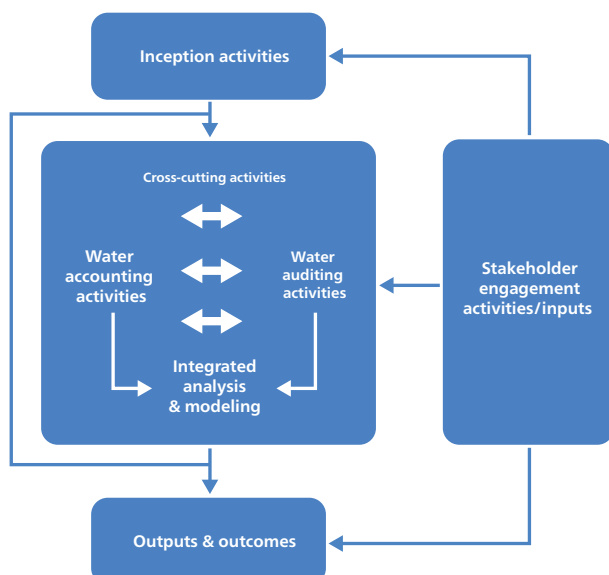 Inception activities
Cross-cutting activities
Water
accounting
activities
Water
auditing
activities
Integrated
analysis
& modeling
Stakeholder
engagement
activities/inputs
Outputs & outcomes